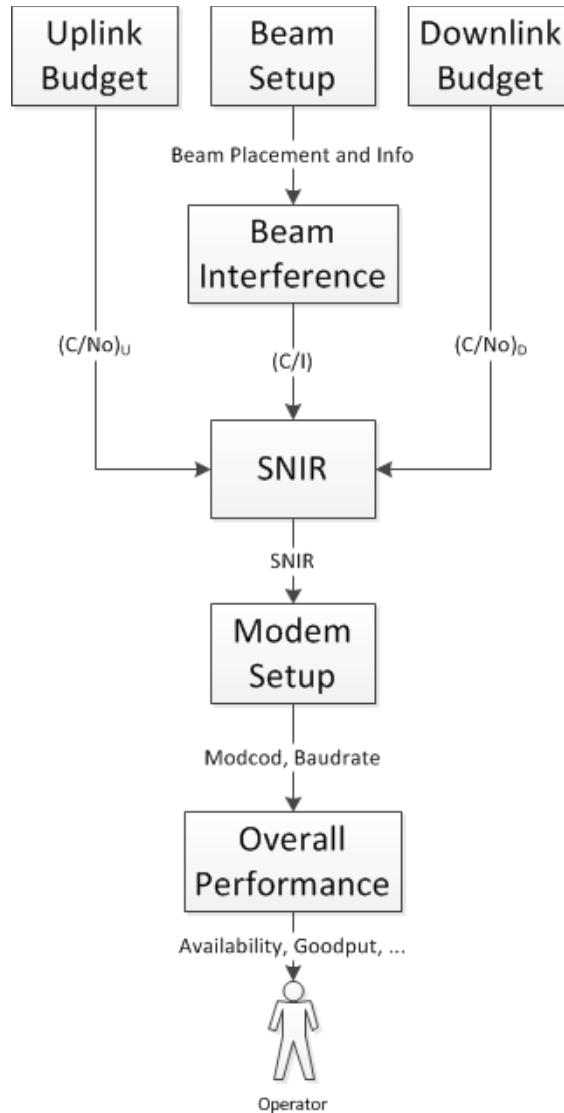 Uplink
Budget
Beam
Setup
Downlink
Budget
Beam Placement and Info
Beam
Interference
(C/No)U
(C/I)
(C/No)D
SNIR
SNIR
Modem
Setup
Modcod, Baudrate
Overall
Performance
Availability, Goodput, ...
Operator